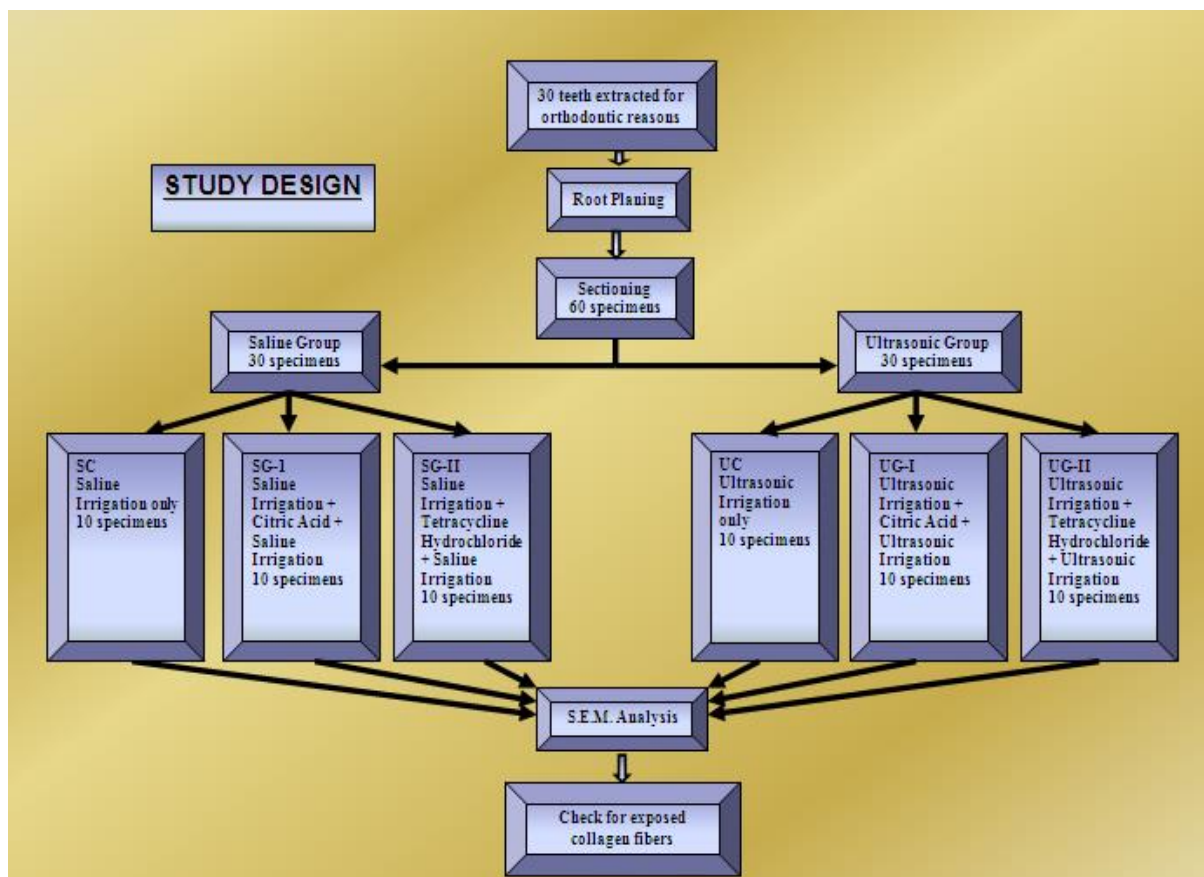 30 teeth extracted for
orthodontic reasons
STUDY DESIGN
Root Planing
Sectioning
60 specimens
Saline Group
30 specimens
Ultrasonic Group
30 specimens
SC
Saline
Irrigation only
10 specimens
SG-I
Saline
Irrigation +
Citric Acid +
Saline
Irrigation
10 specimens
SG-II
Saline
Irrigation +
Tetracycline
Hydrochloride
+ Saline
Irrigation
10 specimens
UC
Ultrasonic
Irrigation
only
10 specimens
UG-I
Ultrasonic
Irrigation +
Citric Acid +
Ultrasonic
Irrigation
10 specimens
UG-II
Ultrasonic
Irrigation +
Tetracycline
Hydrochloride
+ Ultrasonic
Irrigation
10 specimens
S.E.M. Analysis
Check for exposed
collagen fibers